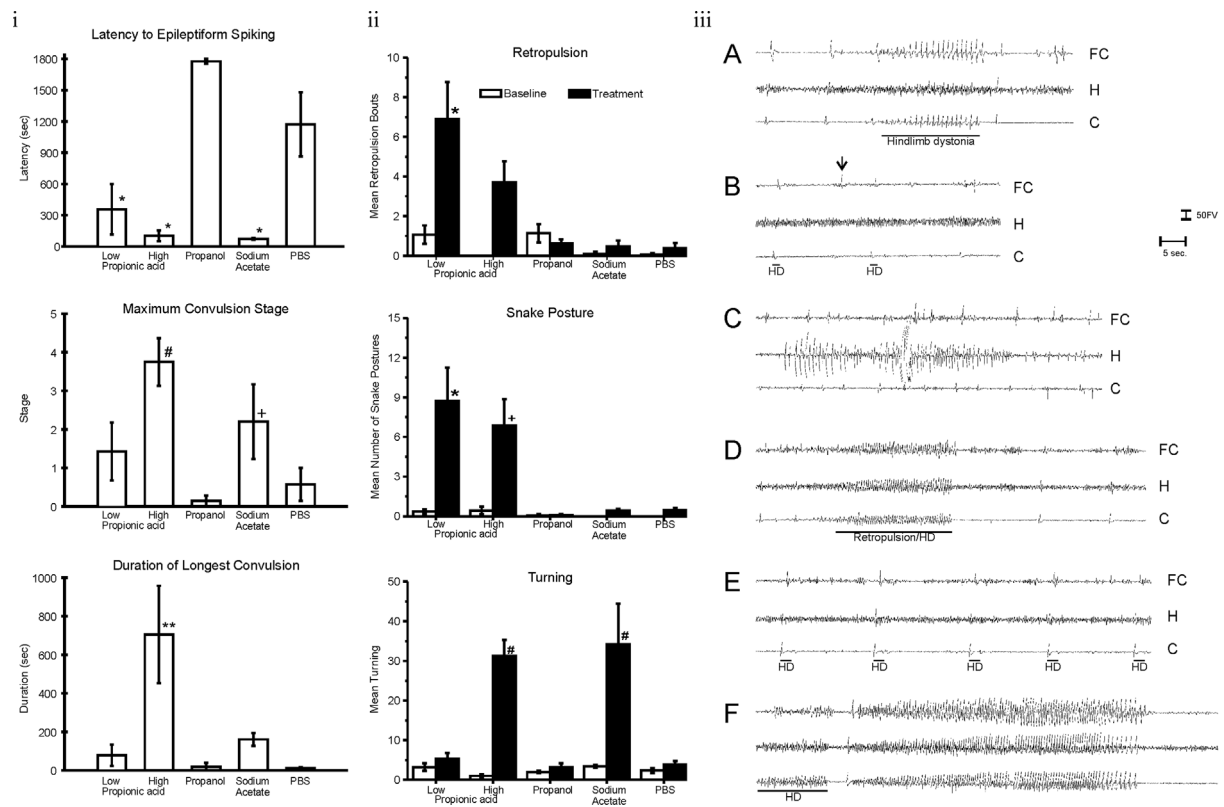 i
Latency to Epileptiform Spiking
1800
1500
1200
900
600
300
0
Latency (sec)
*
*
*
Low High Propanol Sodium PBS
Propionic acid Acetate
Maximum Convulsion Stage
5
4
3
2
1
0
Stage
#
+
Low High Propanol Sodium PBS
Propionic acid Acetate
Duration of Longest Convulsion
1000
800
600
400
200
0
Duration (sec)
**
Low High Propanol Sodium PBS
Propionic acid Acetate
ii
Retropulsion
Baseline Treatment
10
8
6
4
2
0
Mean Retropulsion Bouts
*
Low High Propanol Sodium PBS
Propionic acid Acetate
Snake Posture
15
12
9
6
3
0
Mean Number of Snake Postures
*
+
Low High Propanol Sodium PBS
Propionic acid Acetate
Turning
50
40
30
20
10
0
Mean Turning
#
#
Low High Propanol Sodium PBS
Propionic acid Acetate
iii
A
FC
H
C
Hindlimb dystonia
B
FC
H
C
HD HD
50FV
5 sec.
C
FC
H
C
D
FC
H
C
Retropulsion/HD
E
FC
H
C
HD HD HD HD HD
F
HD